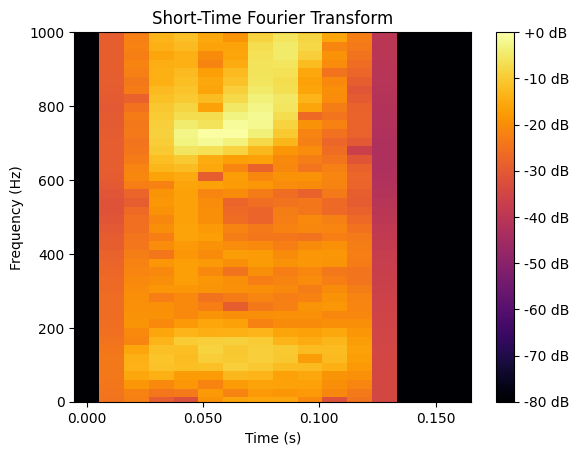 Short-Time Fourier Transform
Frequency (Hz)
1000
800
600
400
200
0
0.000
0.050
0.100
0.150
Time (s)
+0 dB
-10 dB
-20 dB
-30 dB
-40 dB
-50 dB
-60 dB
-70 dB
-80 dB